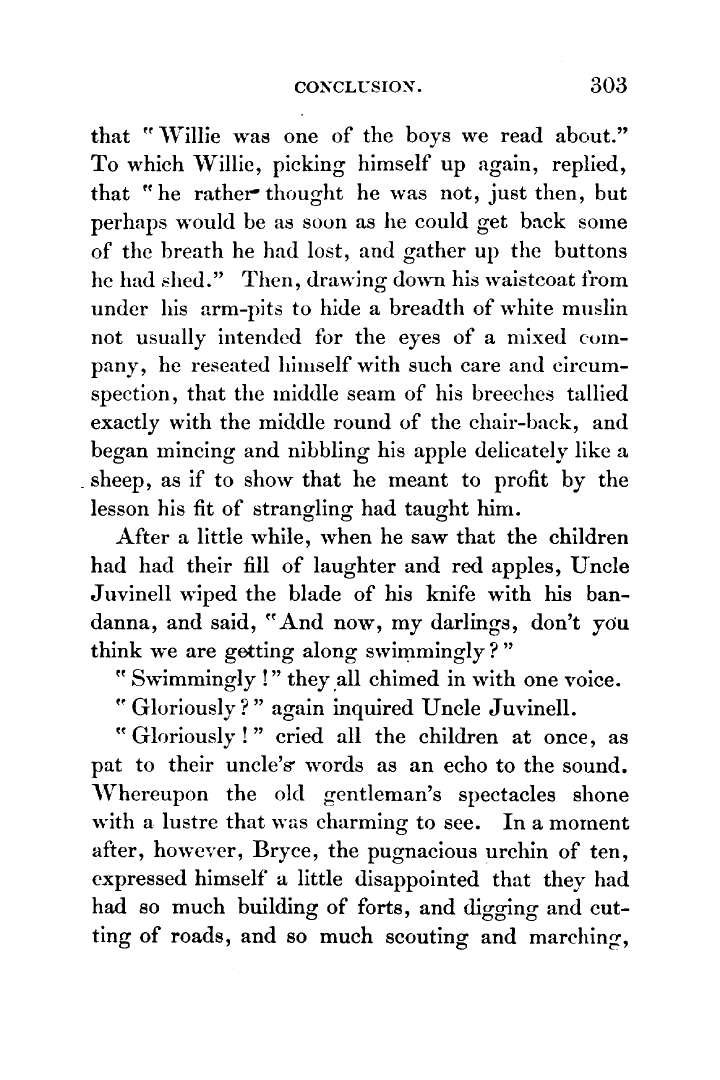 CONCLUSION. 303
that "Willie was one of the boys we read about."
To which Willie, picking himself up again, replied,
that "he rather thought he was not, just then, but
perhaps would be as soon as he could get back some
of the breath he had lost, and gather up the buttons
he had shed." Then, drawing down his waistcoat from
under his arm-pits to hide a breadth of white muslin
not usually intended for the eyes of a mixed com-
pany, he reseated himself with such care and circum-
spection, that the middle seam of his breeches tallied
exactly with the middle round of the chair-back, and
began mincing and nibbling his apple delicately like a
sheep, as if to show that he meant to profit by the
lesson his fit of strangling had taught him.
After a little while, when he saw that the children
had had their fill of laughter and red apples, Uncle
Juvinell wiped the blade of his knife with his ban-
danna, and said, "And now, my darlings, don't you
think we are getting along swimmingly?"
"Swimmingly!" they all chimed in with one voice.
"Gloriously?" again inquired Uncle Juvinell.
"Gloriously!" cried all the children at once, as
pat to their uncle's words as an echo to the sound.
Whereupon the old gentleman's spectacles shone
with a lustre that was charming to see. In a moment
after, however, Bryce, the pugnacious urchin of ten,
expressed himself a little disappointed that they had
had so much building of forts, and digging and cut-
ting of roads, and so much scouting and marching,